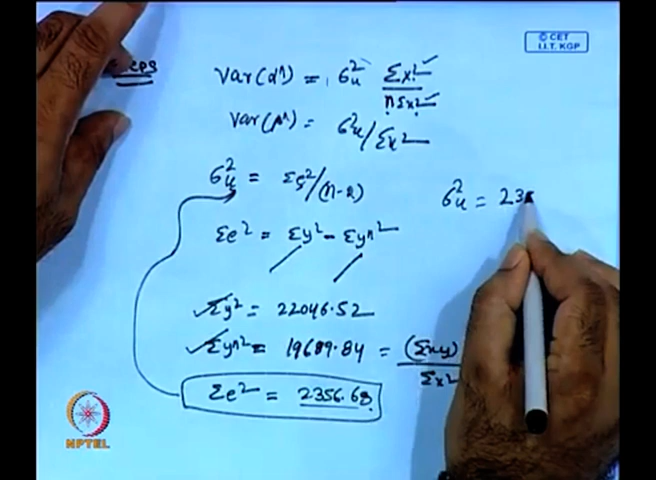 © CET
I.I.T. KGP
Var(α^) = σu² ΣX² / nΣx²
Var(β^) = σ²u / Σx²
σu² = Σe²/(n-2)
σu² = 23
Σe² = Σy² - Σy^²
Σy² = 22046.52
Σy^² = 19689.84 = (Σxy) / Σx²
Σe² = 2356.68
NPTEL